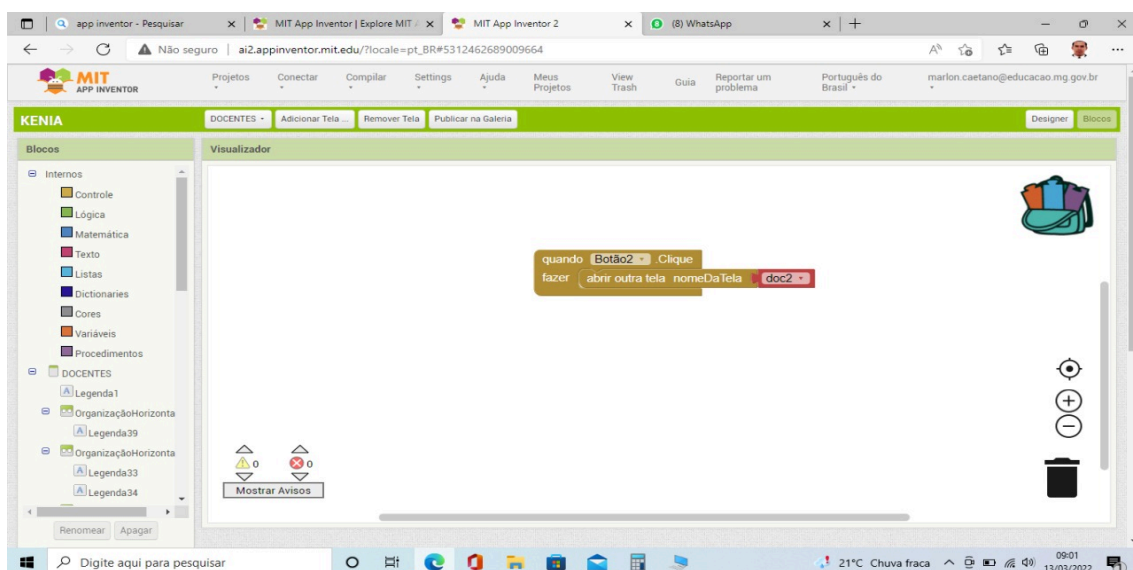 app inventor - Pesquisar
MIT App Inventor | Explore MIT
MIT App Inventor 2
(8) WhatsApp
Não seguro | ai2.appinventor.mit.edu/?locale=pt_BR#5312462689009664
MIT APP INVENTOR
Projetos Conectar Compilar Settings Ajuda Meus Projetos View Trash Guia Reportar um problema Português do Brasil marlon.caetano@educacao.mg.gov.br
KENIA DOCENTES Adicionar Tela ... Remover Tela Publicar na Galeria Designer Blocos
Blocos Visualizador
Internos
Controle
Lógica
Matemática
Texto
Listas
Dictionaries
Cores
Variáveis
Procedimentos
DOCENTES
Legenda1
OrganizaçãoHorizonta
Legenda39
OrganizaçãoHorizonta
Legenda33
Legenda34
Renomear Apagar
quando Botão2 .Clique
fazer abrir outra tela nomeDaTela doc2
0 0
Mostrar Avisos
Digite aqui para pesquisar
21°C Chuva fraca
09:01
13/03/2022